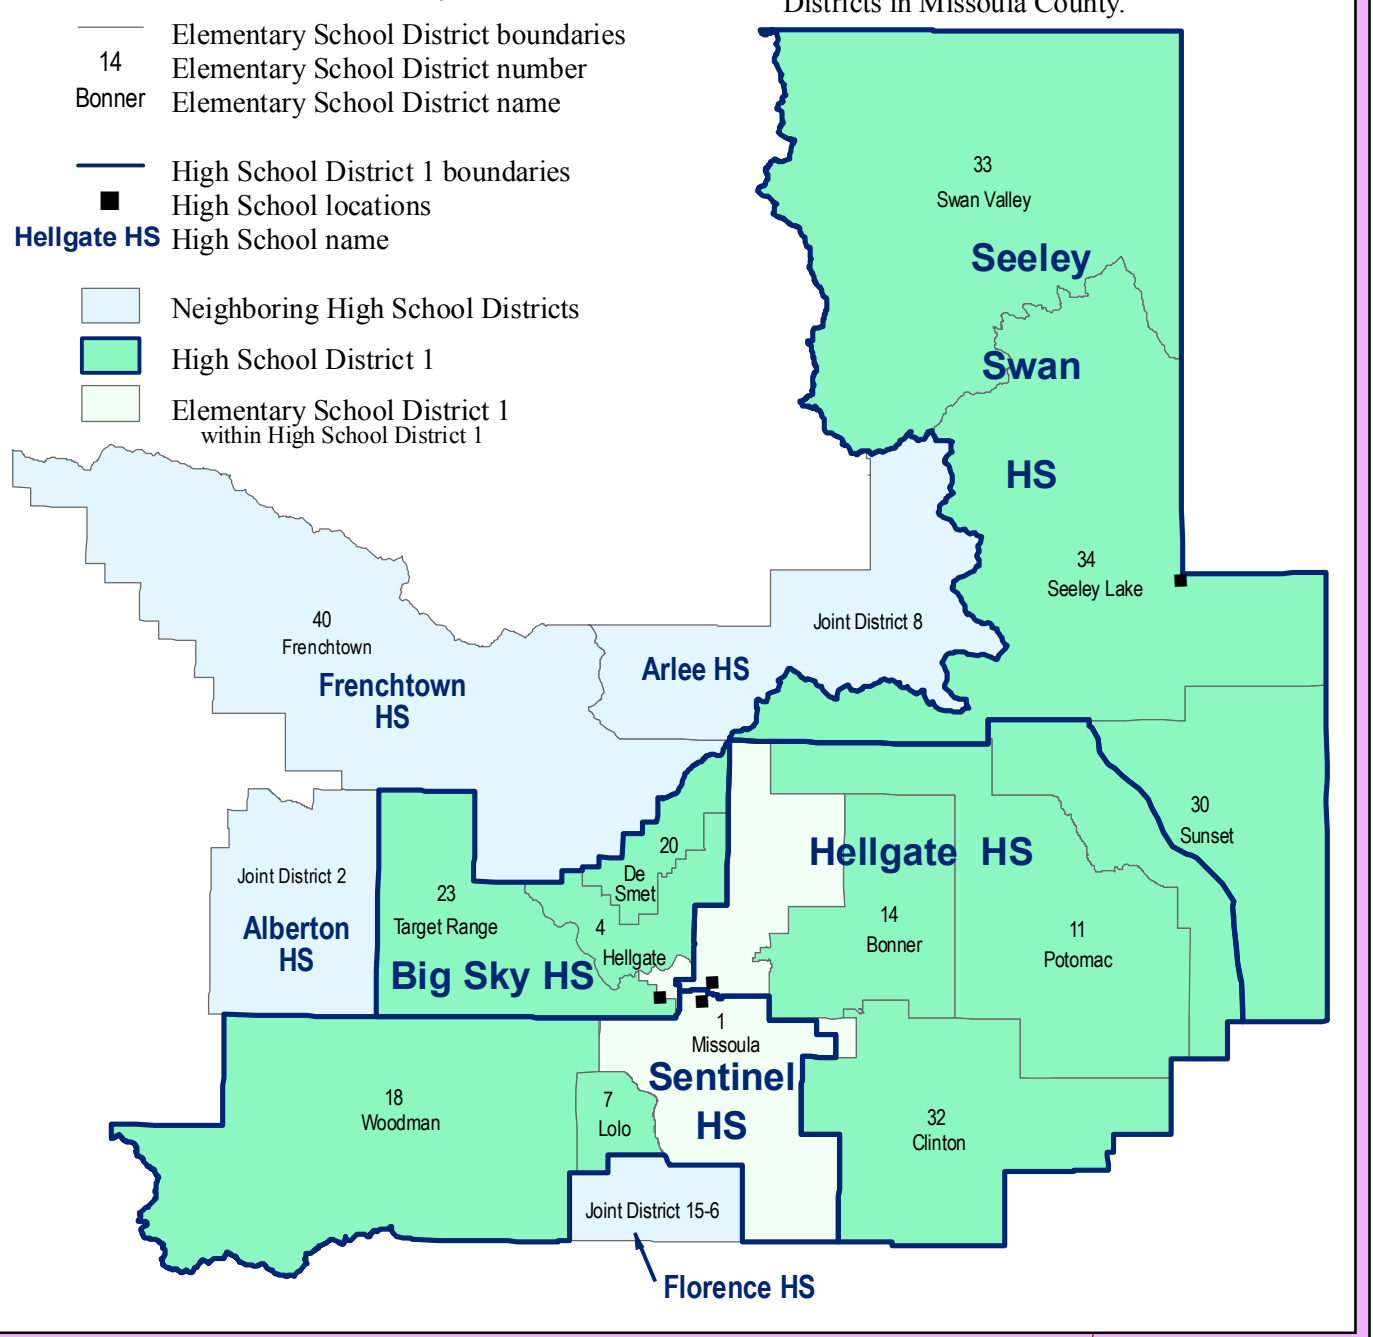 Districts in Missoula County.
Elementary School District boundaries
14
Elementary School District number
Bonner
Elementary School District name
High School District 1 boundaries
High School locations
Hellgate HS
High School name
Neighboring High School Districts
High School District 1
Elementary School District 1
within High School District 1
33
Swan Valley
Seeley
Swan
HS
34
Seeley Lake
40
Frenchtown
Frenchtown
HS
Joint District 8
Arlee HS
30
Sunset
20
De
Smet
Hellgate HS
Joint District 2
Alberton
HS
23
Target Range
4
Hellgate
Big Sky HS
14
Bonner
11
Potomac
1
Missoula
Sentinel
HS
18
Woodman
7
Lolo
32
Clinton
Joint District 15-6
Florence HS